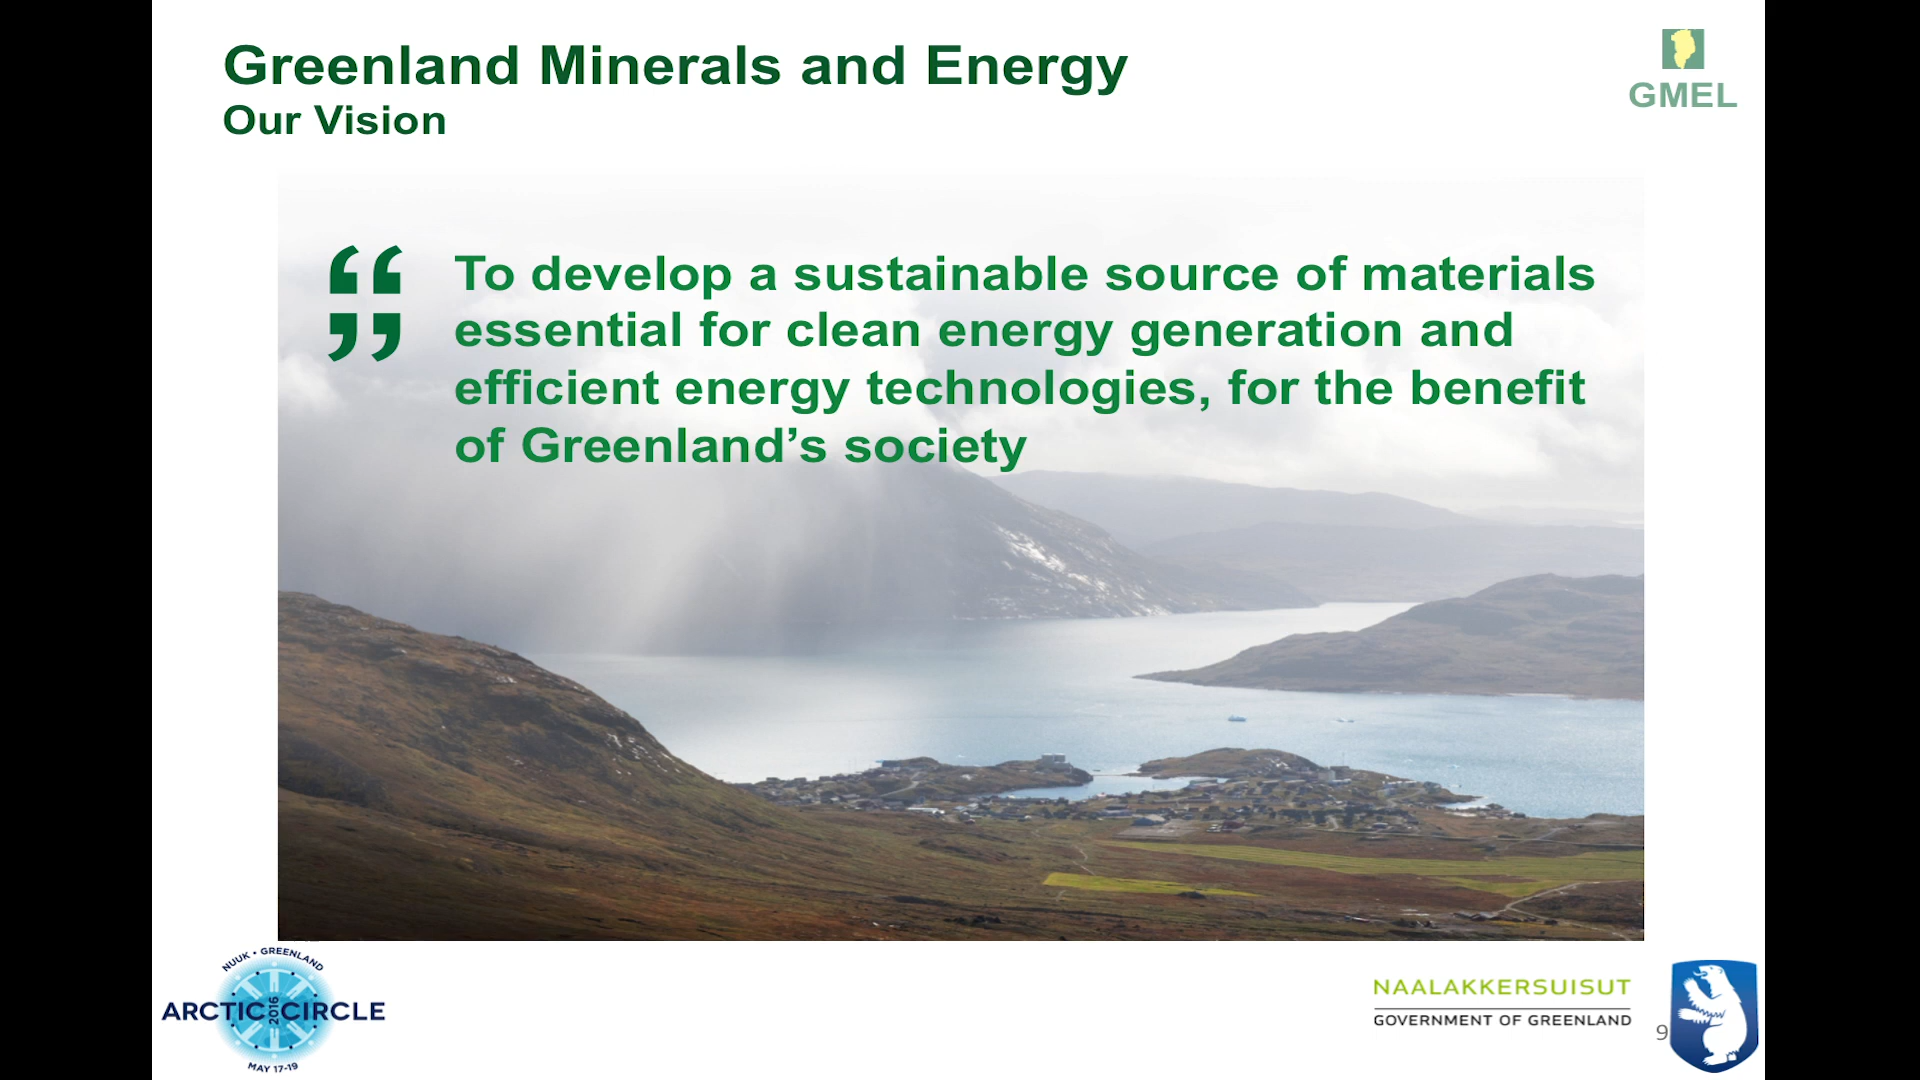 Greenland Minerals and Energy
Our Vision
GMEL
“
”
To develop a sustainable source of materials
essential for clean energy generation and
efficient energy technologies, for the benefit
of Greenland’s society
NUUK • GREENLAND
ARCTIC 2016 CIRCLE
MAY 17-19
NAALAKKERSUISUT
GOVERNMENT OF GREENLAND
9